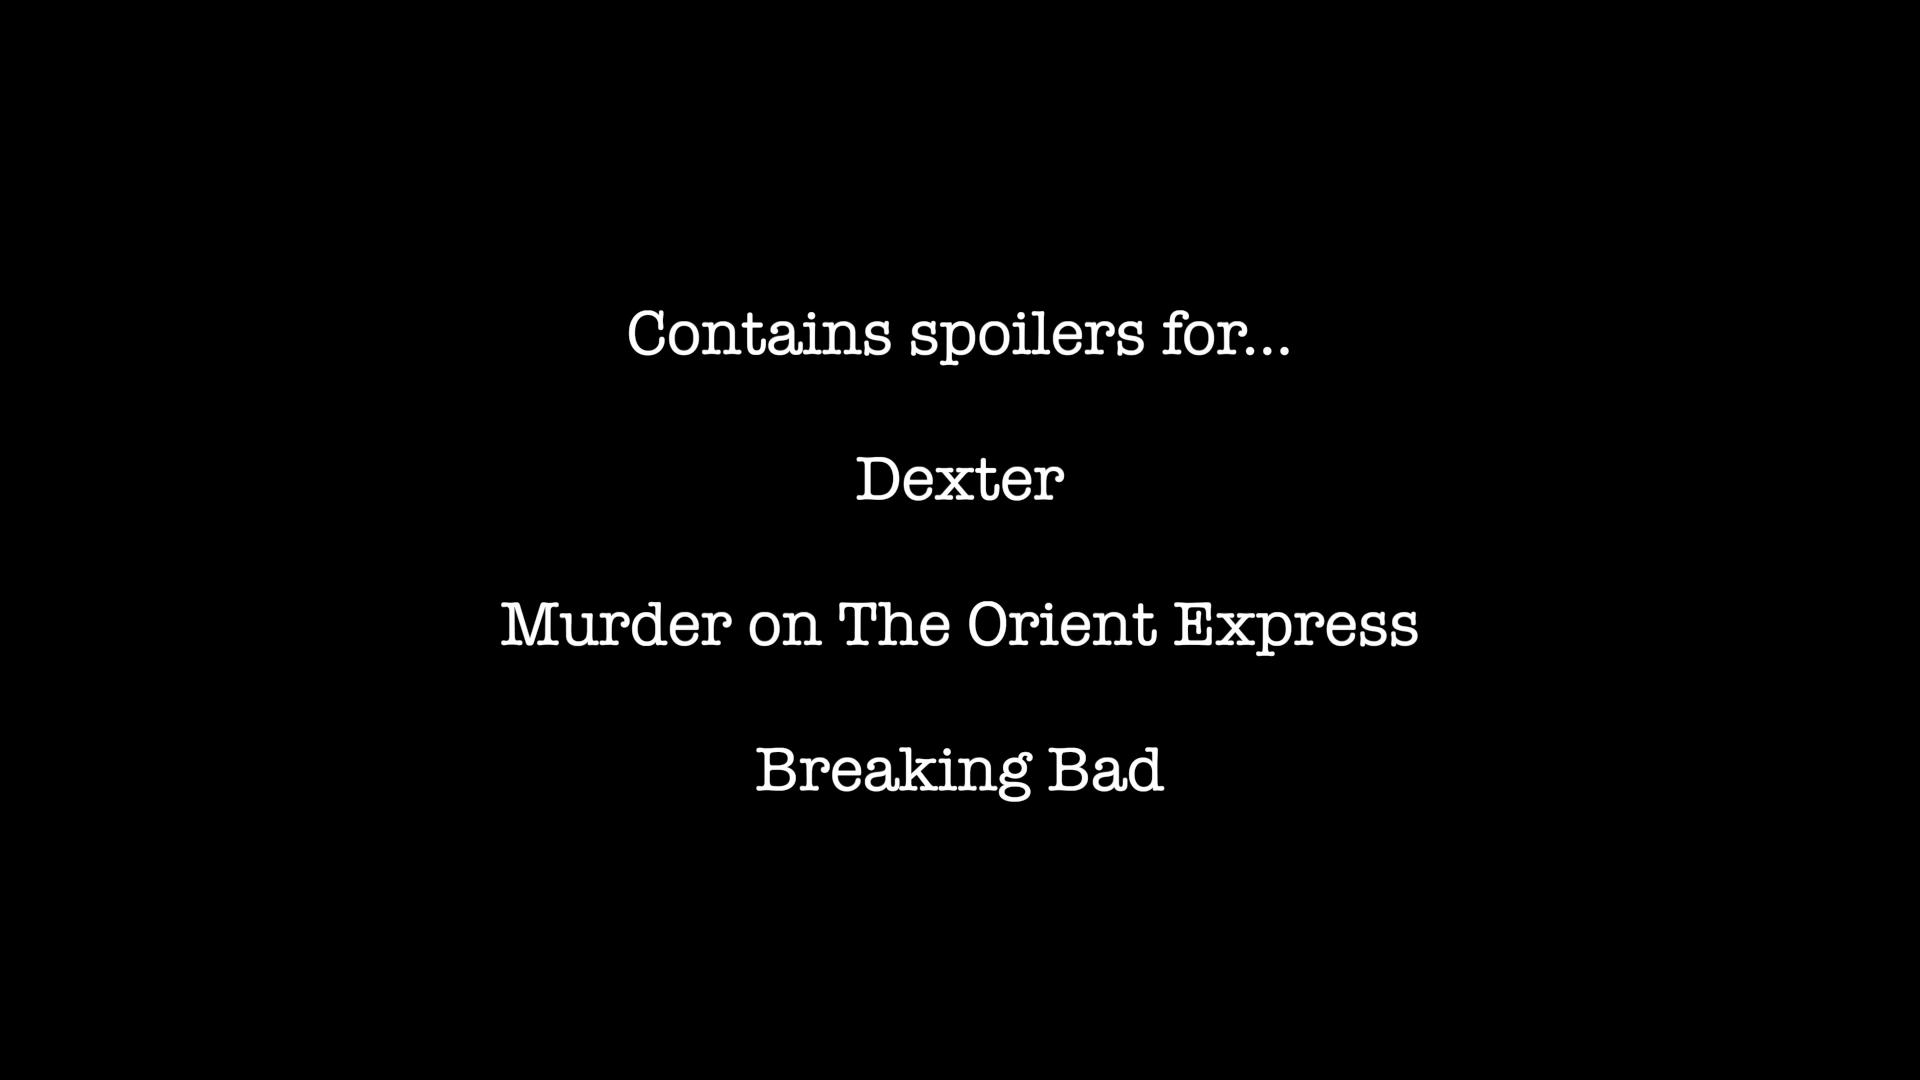 Contains spoilers for...
Dexter
Murder on The Orient Express
Breaking Bad